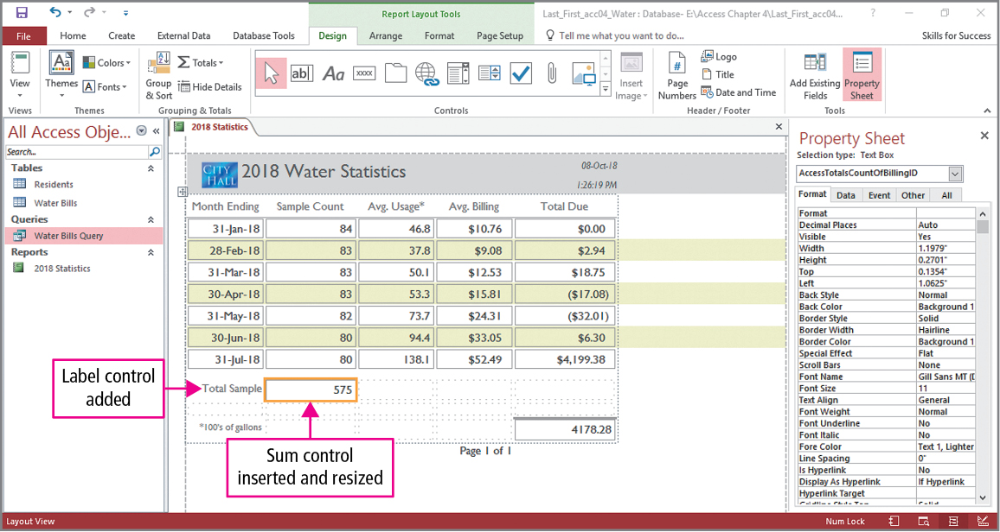 Report Layout Tools
Last_First_acc04_Water : Database- E:\Access Chapter 4\Last_First_acc04...
?
File
Home
Create
External Data
Database Tools
Design
Arrange
Format
Page Setup
Tell me what you want to do...
Skills for Success
View
Views
Aa
Themes
Colors
Fonts
Themes
Group
& Sort
Totals
Hide Details
Grouping & Totals
ab|
Aa
xxxx
Controls
Insert
Image
Page
Numbers
Logo
Title
Date and Time
Header / Footer
Add Existing
Fields
Property
Sheet
Tools
All Access Obje...
Search...
Tables
Residents
Water Bills
Queries
Water Bills Query
Reports
2018 Statistics
2018 Statistics
CITY
HALL
2018 Water Statistics
08-Oct-18
1:26:19 PM
Month Ending Sample Count Avg. Usage* Avg. Billing Total Due
31-Jan-18 84 46.8 $10.76 $0.00
28-Feb-18 83 37.8 $9.08 $2.94
31-Mar-18 83 50.1 $12.53 $18.75
30-Apr-18 83 53.3 $15.81 ($17.08)
31-May-18 82 73.7 $24.31 ($32.01)
30-Jun-18 80 94.4 $33.05 $6.30
31-Jul-18 80 138.1 $52.49 $4,199.38
Total Sample 575
*100's of gallons 4178.28
Page 1 of 1
Label control
added
Sum control
inserted and resized
Property Sheet
Selection type: Text Box
AccessTotalsCountOfBillingID
Format Data Event Other All
Format
Decimal Places Auto
Visible Yes
Width 1.1979"
Height 0.2701"
Top 0.1354"
Left 1.0625"
Back Style Normal
Back Color Background 1
Border Style Solid
Border Width Hairline
Border Color Background 1
Special Effect Flat
Scroll Bars None
Font Name Gill Sans MT (D
Font Size 11
Text Align General
Font Weight Normal
Font Underline No
Font Italic No
Fore Color Text 1, Lighter
Line Spacing 0"
Is Hyperlink No
Display As Hyperlink If Hyperlink
Hyperlink Target
Layout View
Num Lock